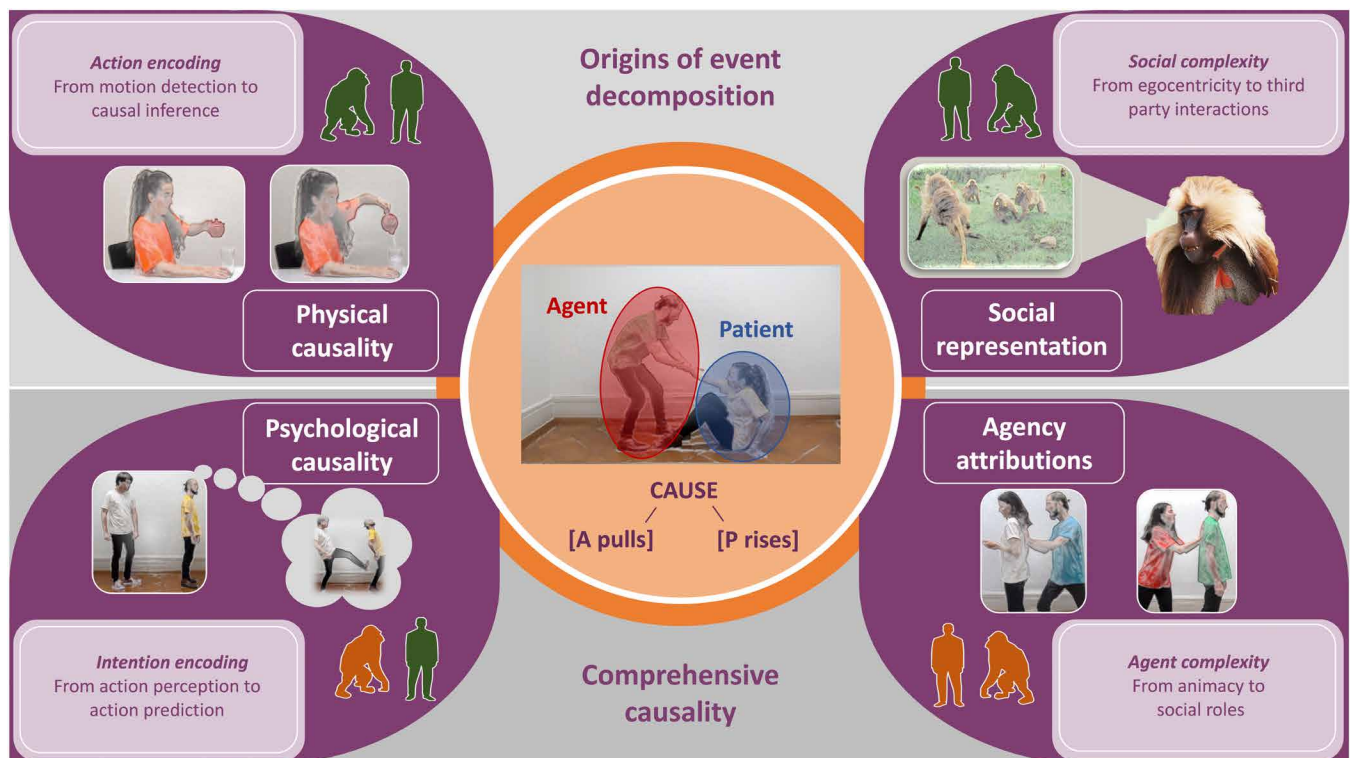 Action encoding
From motion detection to
causal inference
Physical
causality
Origins of event
decomposition
Social complexity
From egocentricity to third
party interactions
Social
representation
Agent
Patient
CAUSE
[A pulls]
[P rises]
Psychological
causality
Intention encoding
From action perception to
action prediction
Comprehensive
causality
Agency
attributions
Agent complexity
From animacy to
social roles